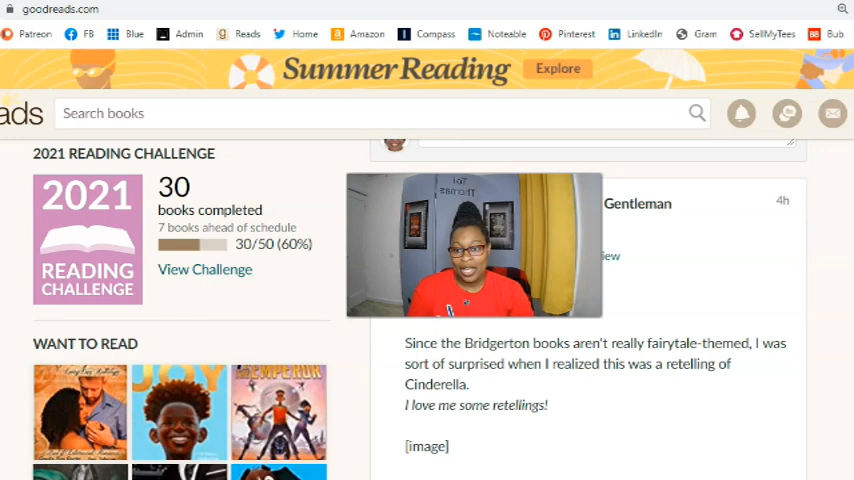 goodreads.com
Patreon FB Blue Admin Reads Home Amazon Compass Noteable Pinterest LinkedIn Gram SellMyTees Bub
Summer Reading Explore
ads Search books
2021 READING CHALLENGE
2021
READING
CHALLENGE
30
books completed
7 books ahead of schedule
30/50 (60%)
View Challenge
Gentleman
4h
iew
WANT TO READ
JOY
EMPEROR
Since the Bridgerton books aren't really fairytale-themed, I was
sort of surprised when I realized this was a retelling of
Cinderella.
I love me some retellings!
[image]